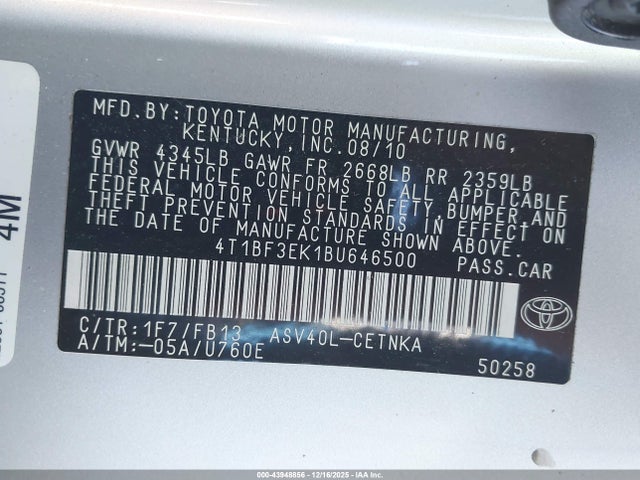 MFD.BY:TOYOTA MOTOR MANUFACTURING,
KENTUCKY,INC.08/10
GVWR 4345LB GAWR FR 2668LB RR 2359LB
THIS VEHICLE CONFORMS TO ALL APPLICABLE
FEDERAL MOTOR VEHICLE SAFETY,BUMPER,AND
THEFT PREVENTION STANDARDS IN EFFECT ON
THE DATE OF MANUFACTURE SHOWN ABOVE.
4T1BF3EK1BU646500 PASS.CAR
C/TR:1F7/FB13 ASV40L-CETNKA
A/TM:-05A/U760E
50258
TOYOTA
4M
000-43948856 - 12/16/2025 - IAAI